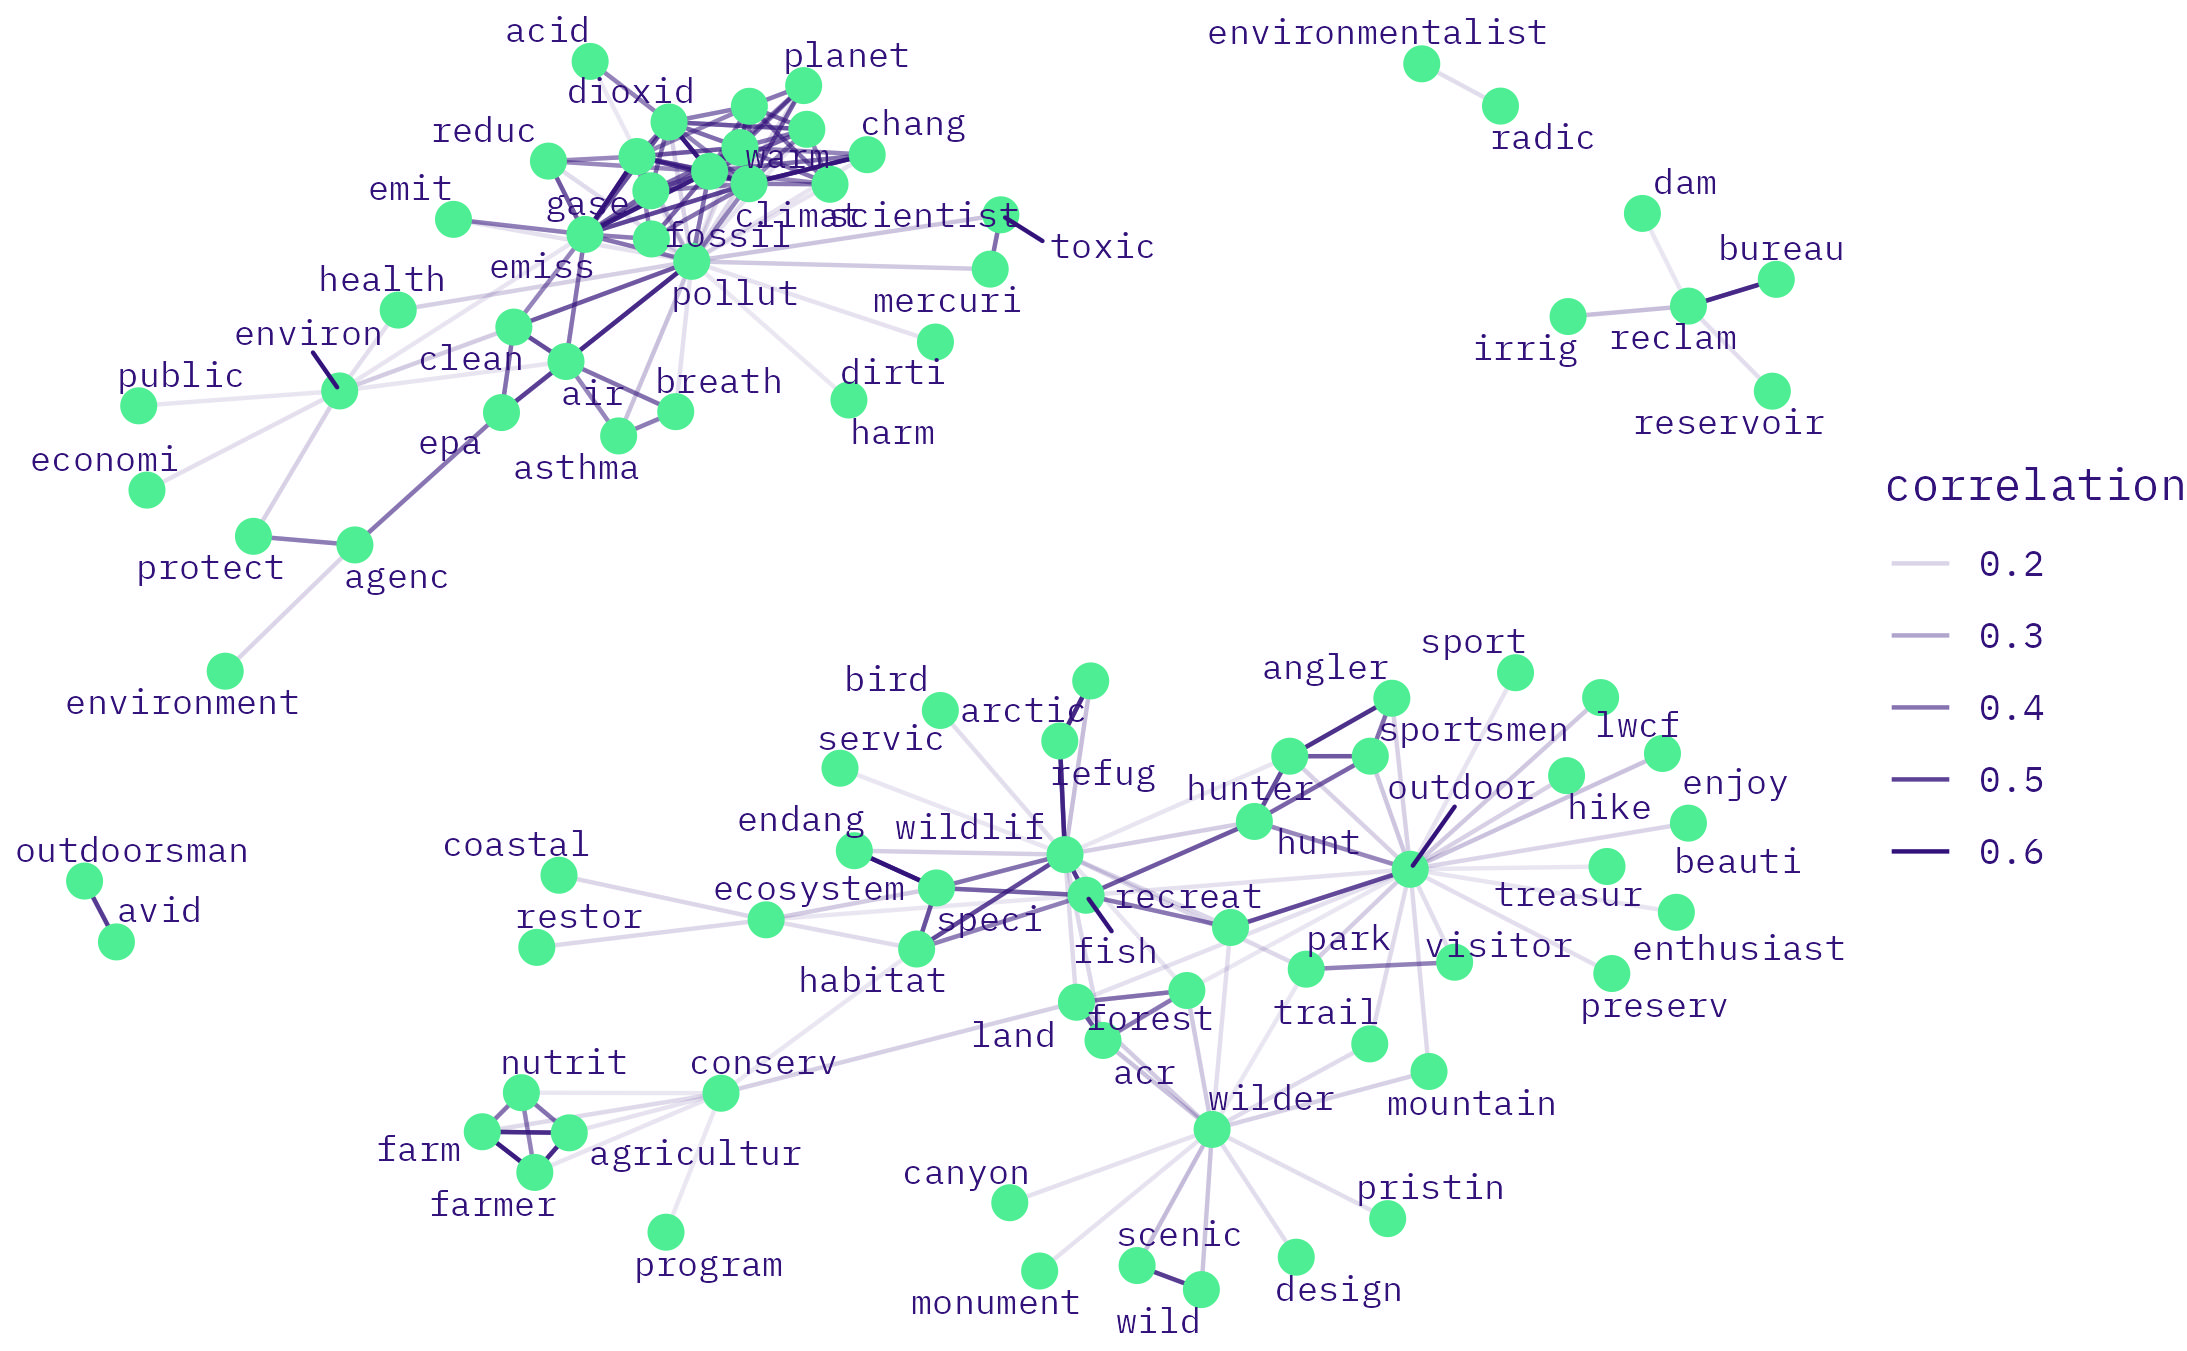 acid
environmentalist
planet
dioxid
chang
reduc
radic
warm
emit
dam
gase
climat
scientist
fossil
toxic
bureau
emiss
health
pollut
mercuri
environ
reclam
irrig
clean
public
air
breath
dirti
epa
harm
reservoir
economi
asthma
correlation
0.2
0.3
0.4
0.5
0.6
protect
agenc
environment
sport
angler
bird
arctic
sportsmen
lwcf
servic
refug
hunter
outdoor
enjoy
hike
endang
wildlif
hunt
outdoorsman
coastal
beauti
ecosystem
recreat
treasur
avid
restor
speci
fish
park
visitor
enthusiast
habitat
preserv
land
forest
trail
nutrit
conserv
acr
wilder
mountain
farm
agricultur
canyon
pristin
farmer
scenic
program
monument
design
wild